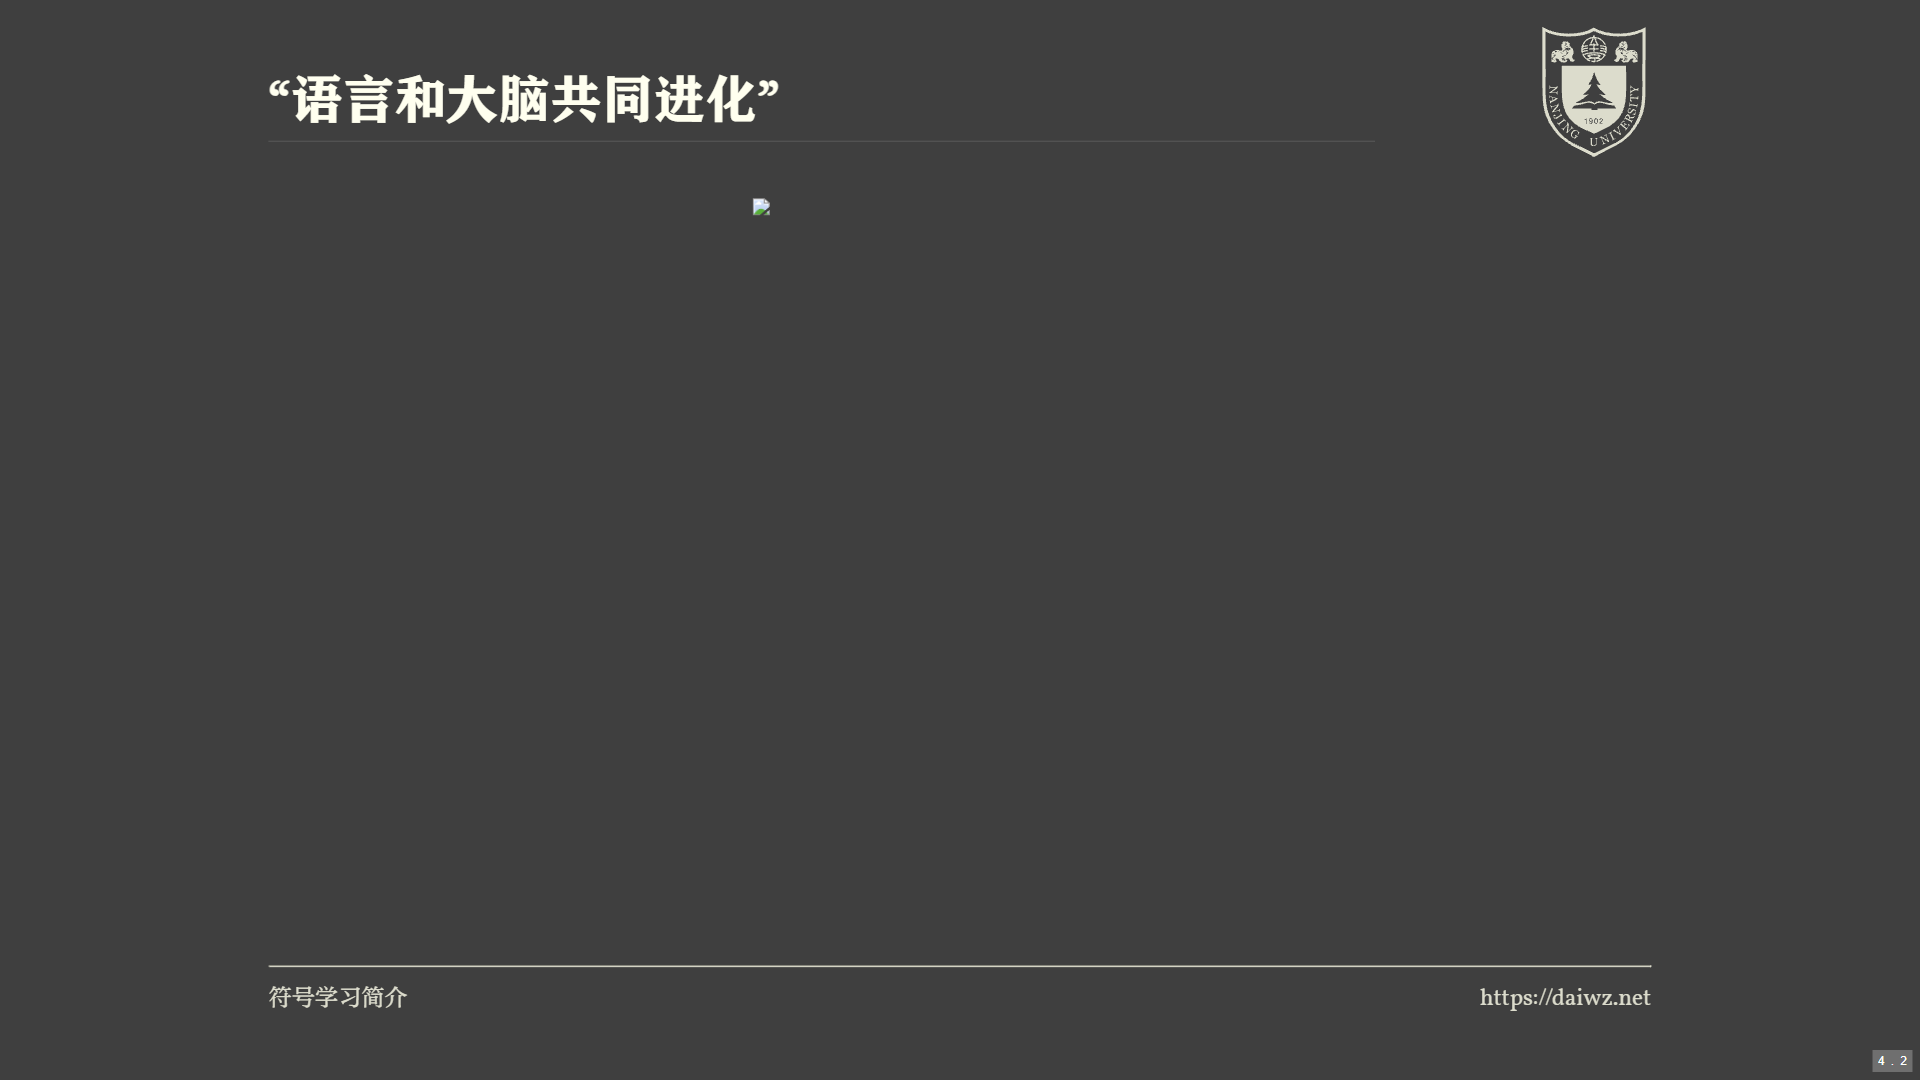 “语言和大脑共同进化”
NANJING UNIVERSITY
1902
符号学习简介
https://daiwz.net
4.2